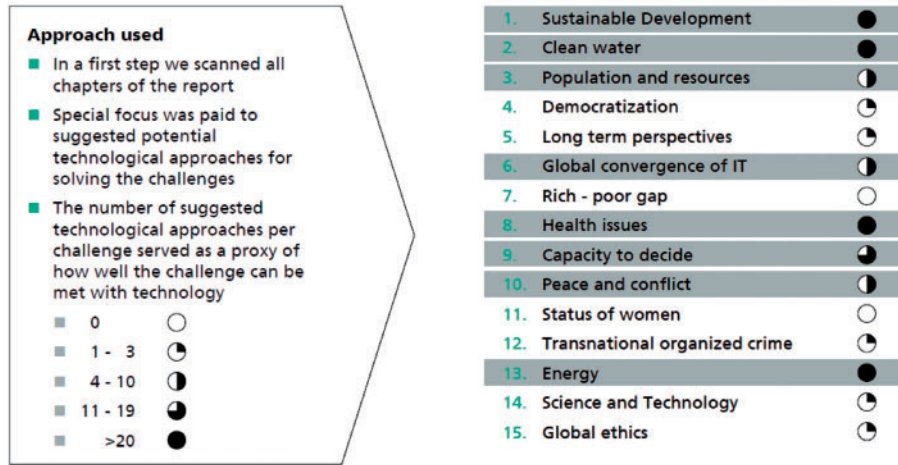 Approach used
In a first step we scanned all
chapters of the report
Special focus was paid to
suggested potential
technological approaches for
solving the challenges
The number of suggested
technological approaches per
challenge served as a proxy of
how well the challenge can be
met with technology
0
1 - 3
4 - 10
11 - 19
>20
1. Sustainable Development
2. Clean water
3. Population and resources
4. Democratization
5. Long term perspectives
6. Global convergence of IT
7. Rich - poor gap
8. Health issues
9. Capacity to decide
10. Peace and conflict
11. Status of women
12. Transnational organized crime
13. Energy
14. Science and Technology
15. Global ethics